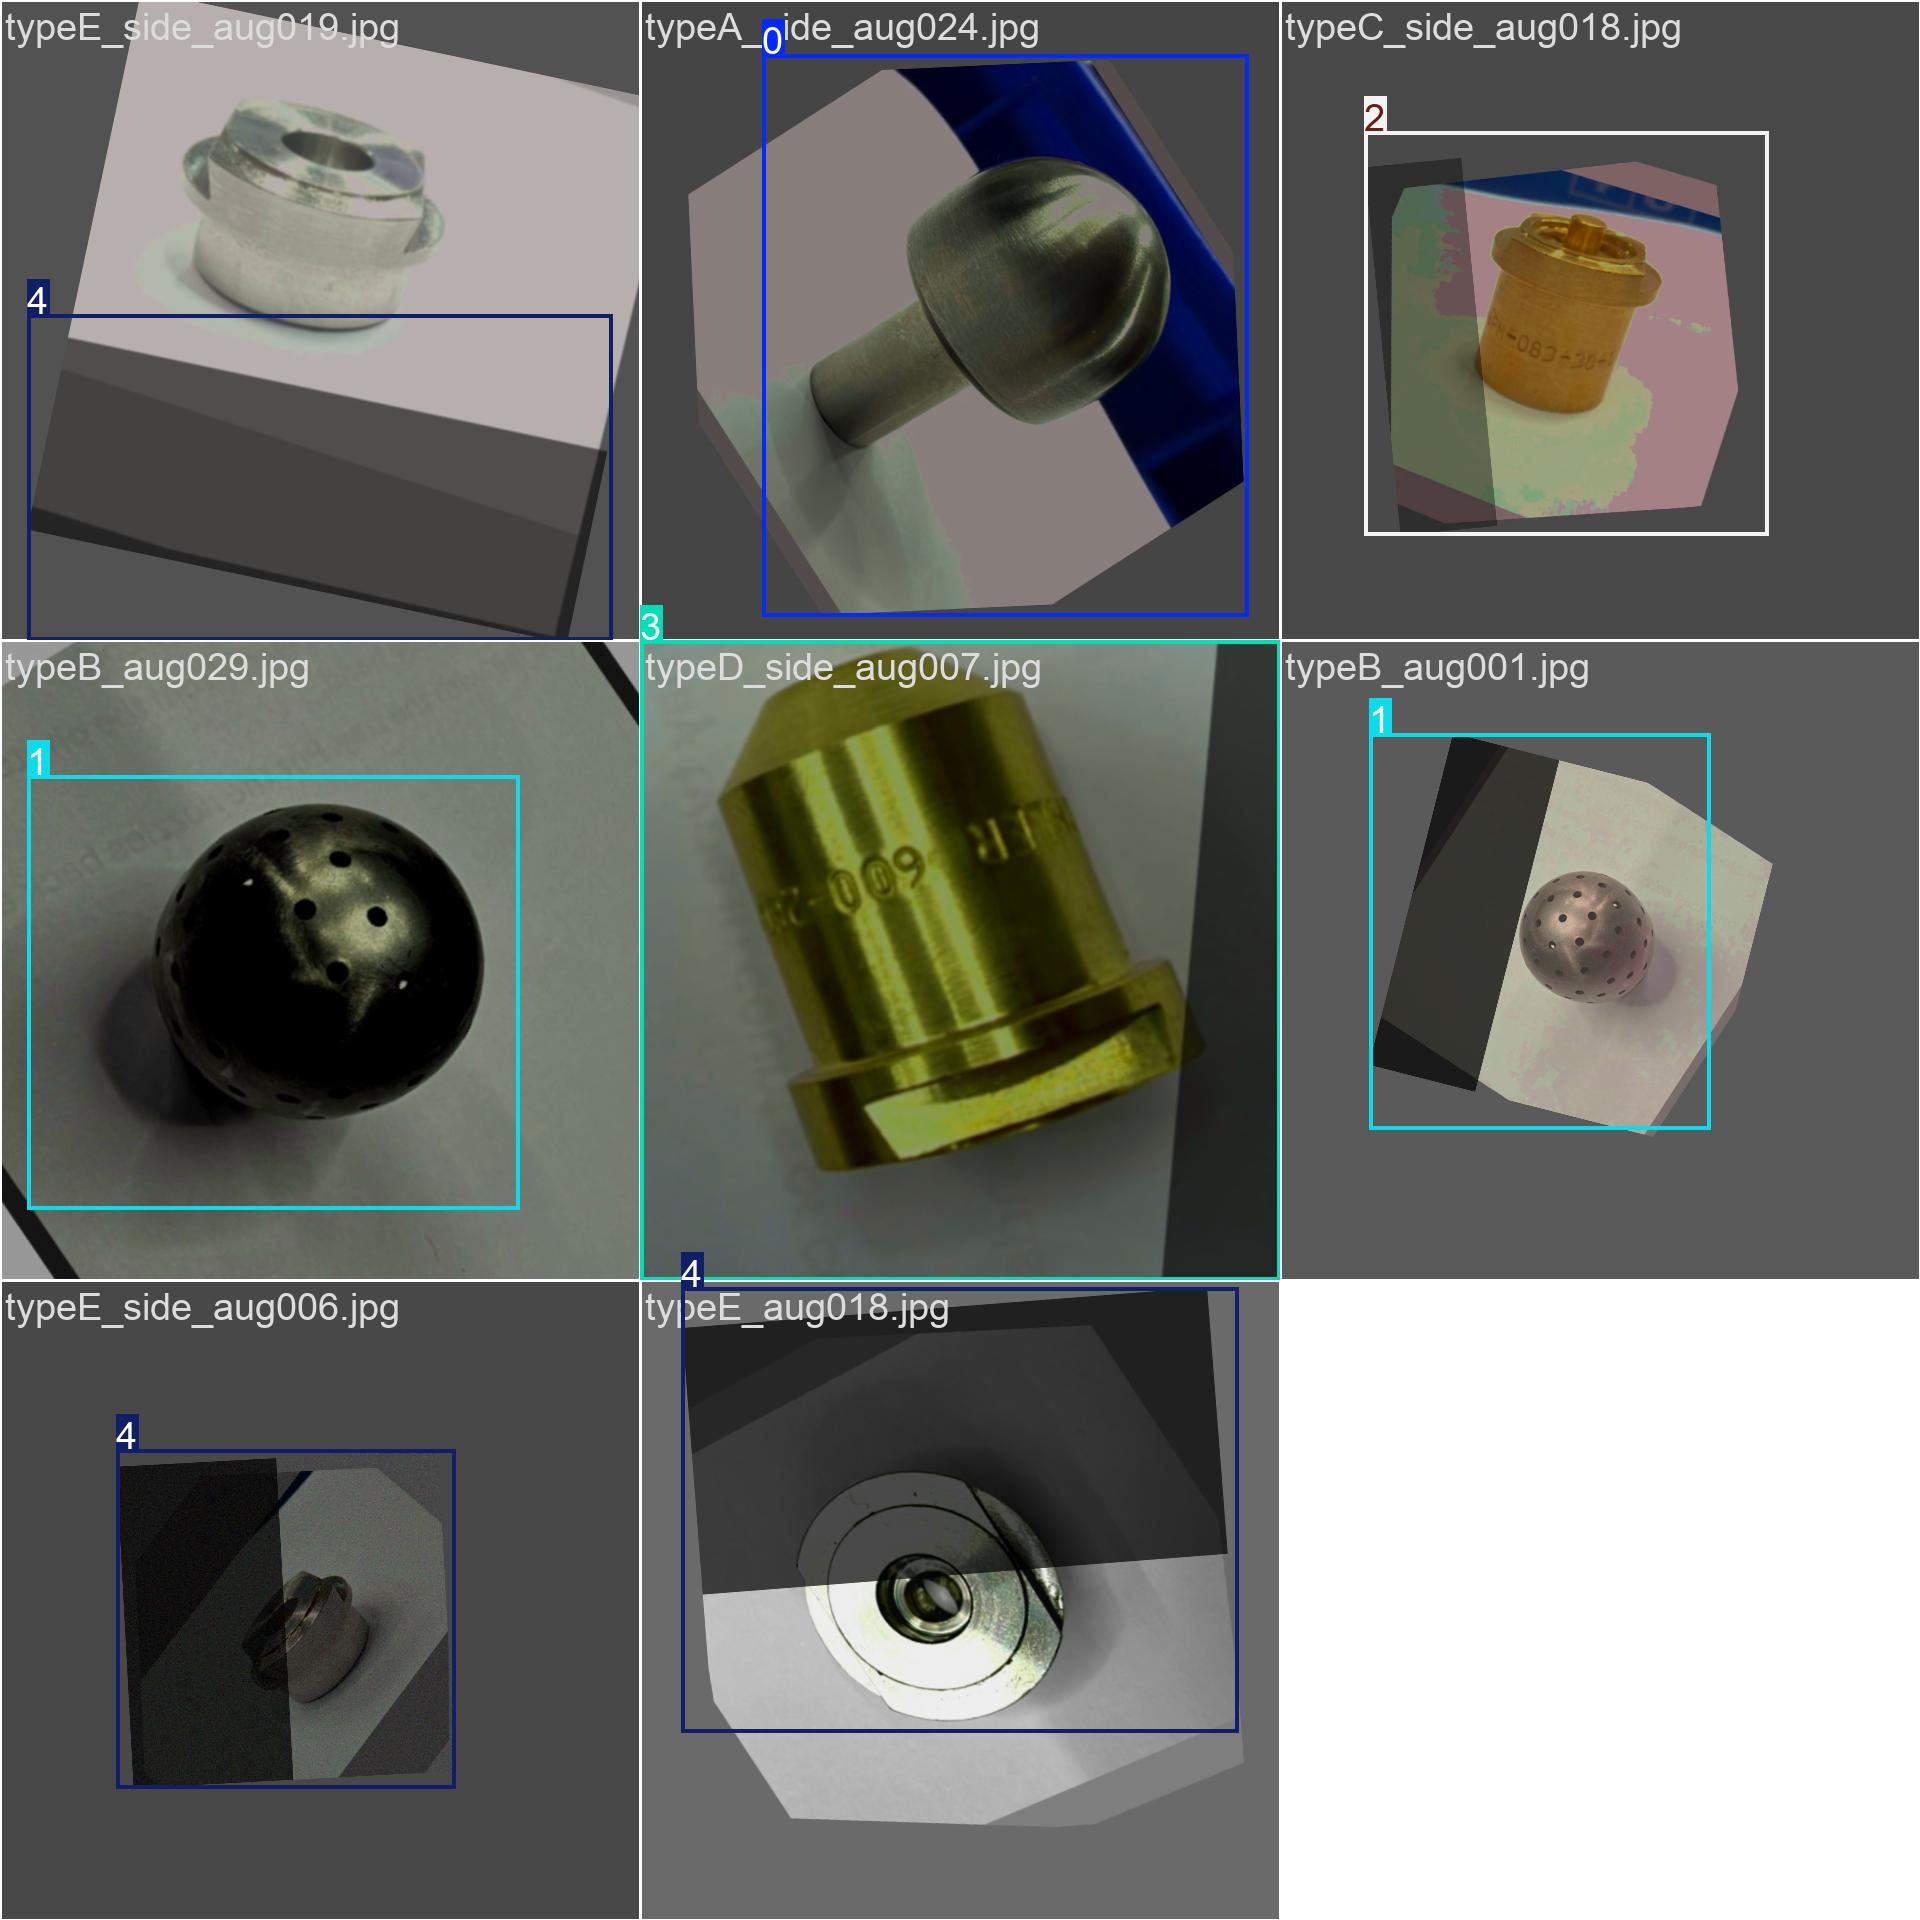 typeE_side_aug019.jpg
0
typeA_side_aug024.jpg
2
typeC_side_aug018.jpg
4
3
typeB_aug029.jpg
1
typeD_side_aug007.jpg
600
typeB_aug001.jpg
1
4
typeE_side_aug006.jpg
typeE_aug018.jpg
4